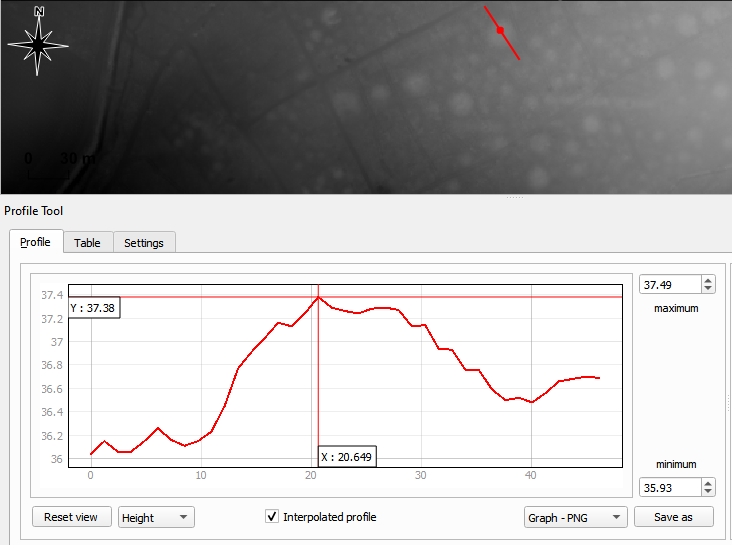 N
0 30 m
Profile Tool
Profile
Table
Settings
37.4
Y : 37.38
37.2
37
36.8
36.6
36.4
36.2
36
X : 20.649
0
10
20
30
40
37.49
maximum
minimum
35.93
Reset view
Height
Interpolated profile
Graph - PNG
Save as